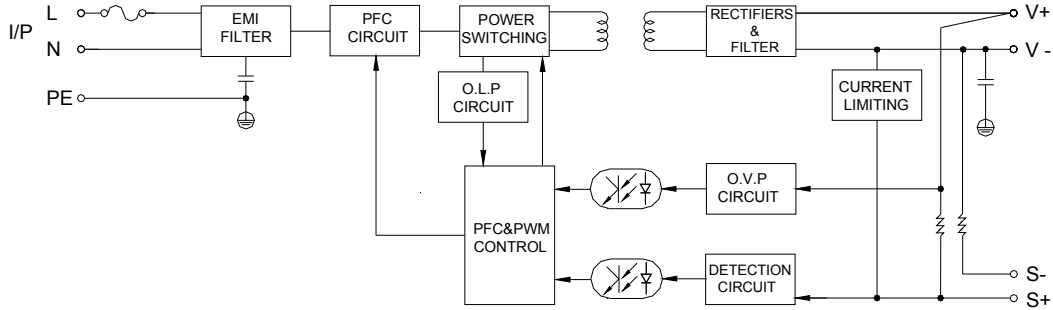 I/P
L
N
PE
EMI
FILTER
PFC
CIRCUIT
POWER
SWITCHING
RECTIFIERS
&
FILTER
V+
V -
O.L.P
CIRCUIT
CURRENT
LIMITING
PFC&PWM
CONTROL
O.V.P
CIRCUIT
DETECTION
CIRCUIT
S-
S+